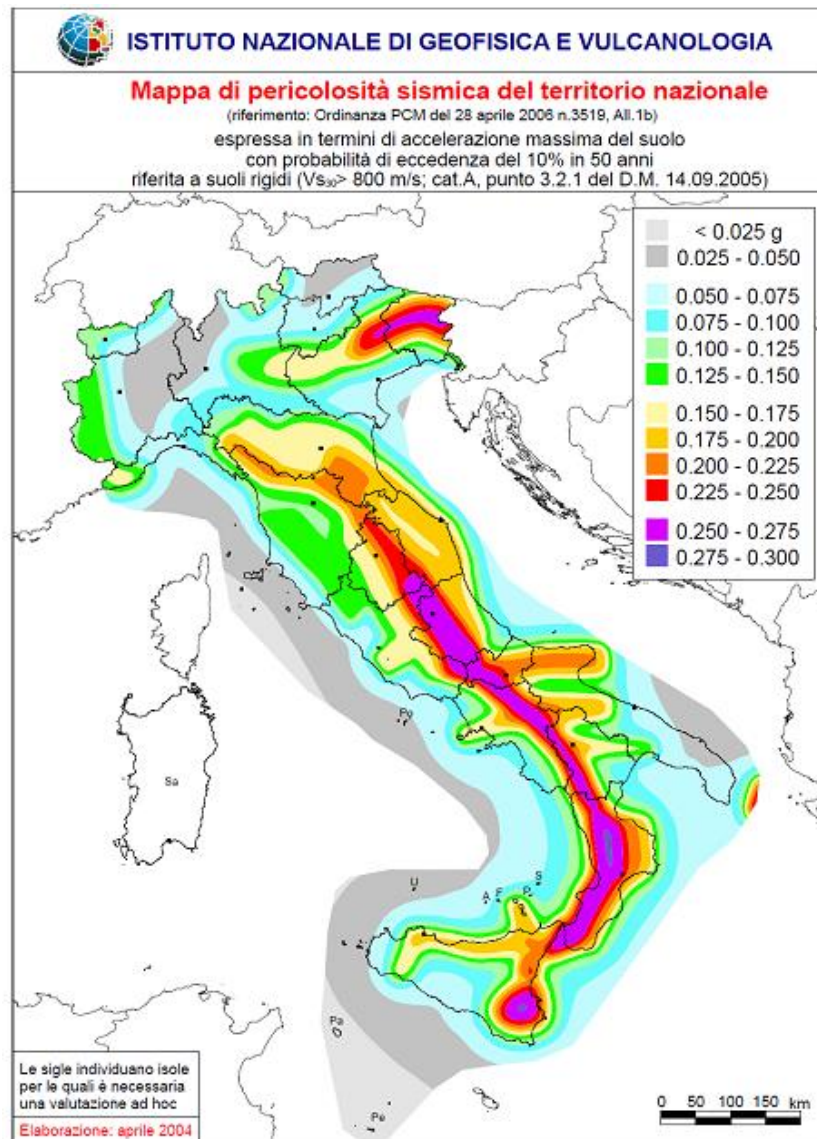 ISTITUTO NAZIONALE DI GEOFISICA E VULCANOLOGIA
Mappa di pericolosità sismica del territorio nazionale
(riferimento: Ordinanza PCM del 28 aprile 2006 n.3519, All.1b)
espressa in termini di accelerazione massima del suolo
con probabilità di eccedenza del 10% in 50 anni
riferita a suoli rigidi (Vs₃₀> 800 m/s; cat.A, punto 3.2.1 del D.M. 14.09.2005)
< 0.025 g
0.025 - 0.050
0.050 - 0.075
0.075 - 0.100
0.100 - 0.125
0.125 - 0.150
0.150 - 0.175
0.175 - 0.200
0.200 - 0.225
0.225 - 0.250
0.250 - 0.275
0.275 - 0.300
Po
Sa
U
A
F
P
S
Pa
Pe
Le sigle individuano isole
per le quali è necessaria
una valutazione ad hoc
Elaborazione: aprile 2004
0 50 100 150 km